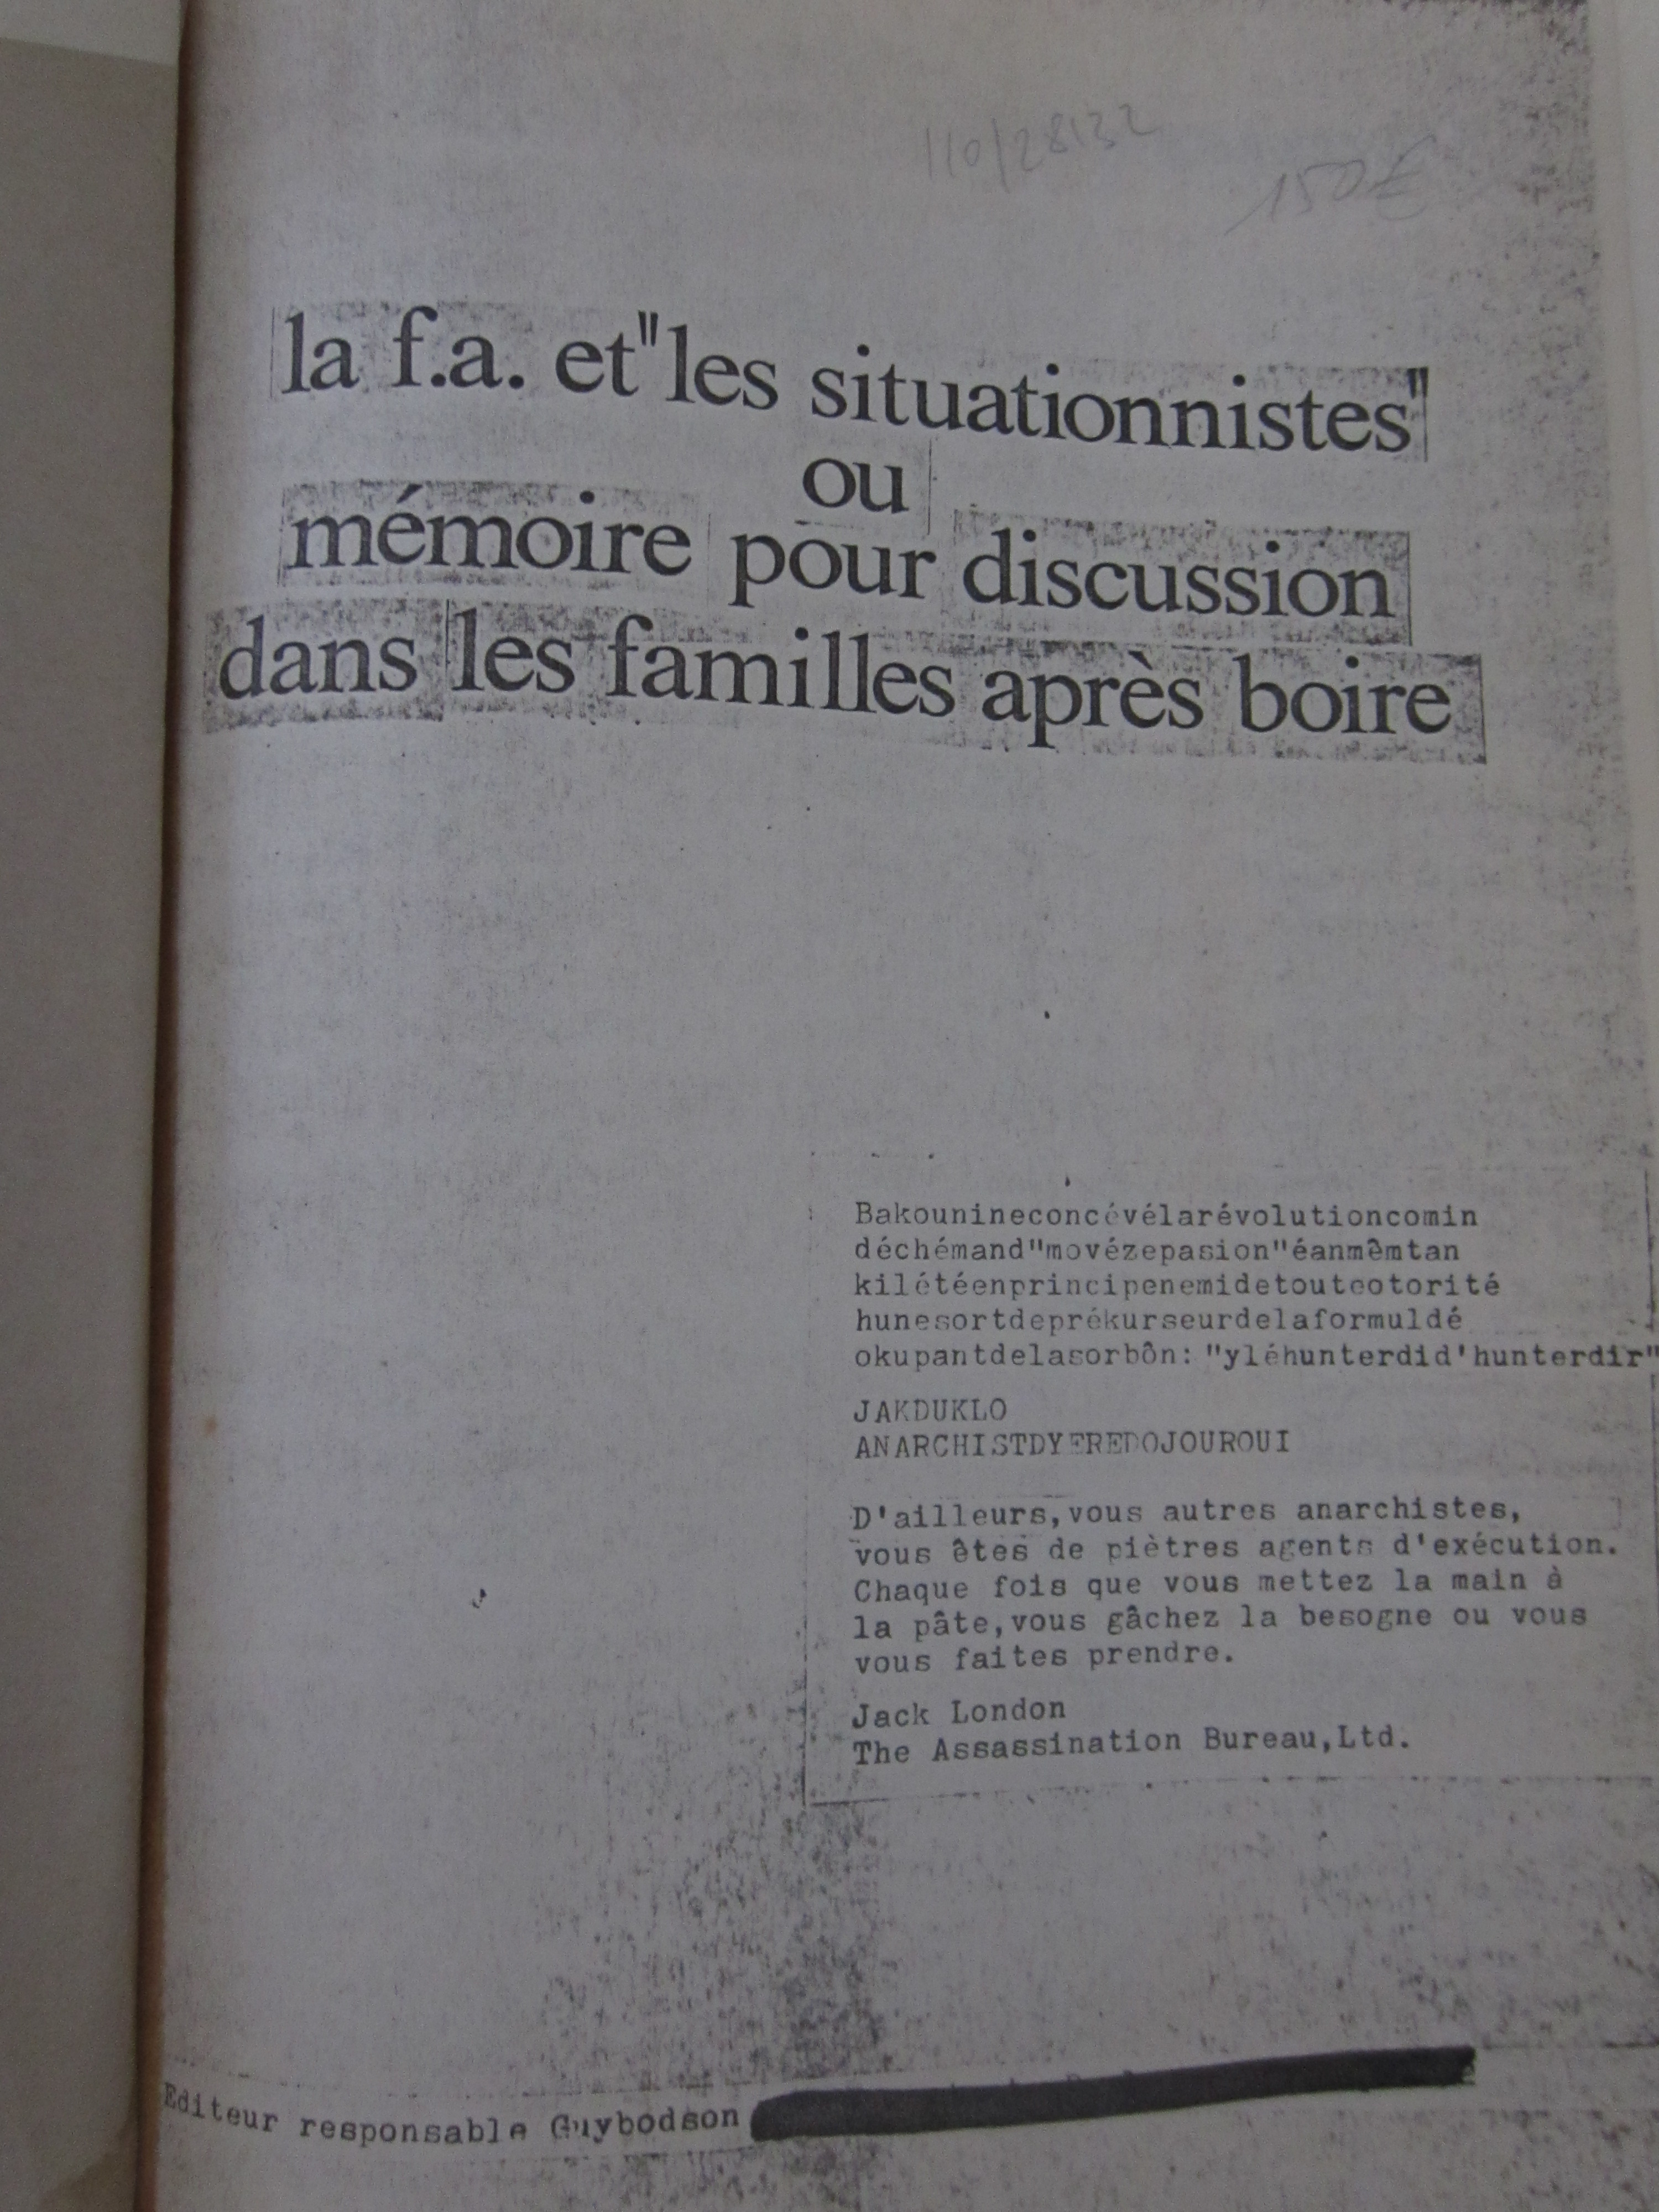 110/28132
150F
la f.a. et "les situationnistes"
ou
mémoire pour discussion
dans les familles après boire
Bakounineconcévélarévolutioncomin
déchémand"movézepasion"éanmêmtan
kilétéenprincipenemidetouteotorité
hunesortdeprékurseurdelaformuldé
okupantdelasorbôn: "yléhunterdid'hunterdir"
JAKDUKLO
ANARCHISTDYEREDOJOUROUI
D'ailleurs,vous autres anarchistes,
vous êtes de piètres agents d'exécution.
Chaque fois que vous mettez la main à
la pâte,vous gâchez la besogne ou vous
vous faites prendre.
Jack London
The Assassination Bureau,Ltd.
Editeur responsable Guybodson